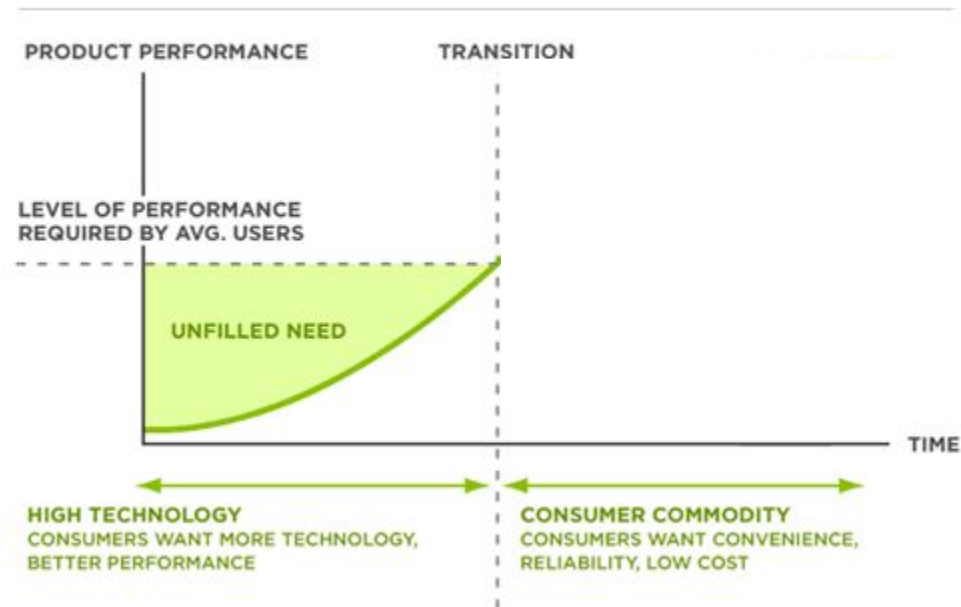 PRODUCT PERFORMANCE
TRANSITION
LEVEL OF PERFORMANCE
REQUIRED BY AVG. USERS
UNFILLED NEED
TIME
HIGH TECHNOLOGY
CONSUMERS WANT MORE TECHNOLOGY,
BETTER PERFORMANCE
CONSUMER COMMODITY
CONSUMERS WANT CONVENIENCE,
RELIABILITY, LOW COST